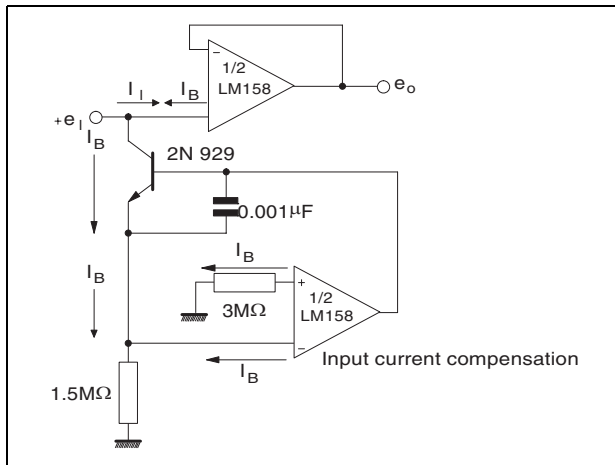 1/2
LM158
I I
I B
e o
+e I
I B
2N 929
0.001µF
I B
I B
3MΩ
1/2
LM158
I B
Input current compensation
1.5MΩ